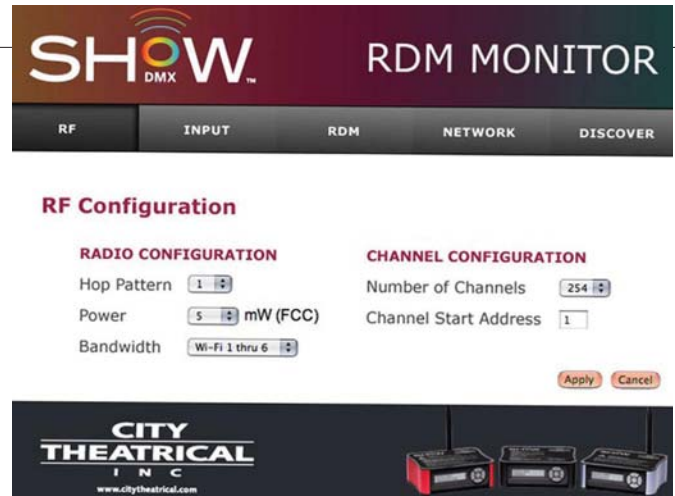 SHOW DMX ™ RDM MONITOR
RF INPUT RDM NETWORK DISCOVER
RF Configuration
RADIO CONFIGURATION
Hop Pattern 1
Power 5 mW (FCC)
Bandwidth Wi-Fi 1 thru 6
CHANNEL CONFIGURATION
Number of Channels 254
Channel Start Address 1
Apply Cancel
CITY
THEATRICAL
INC
www.citytheatrical.com